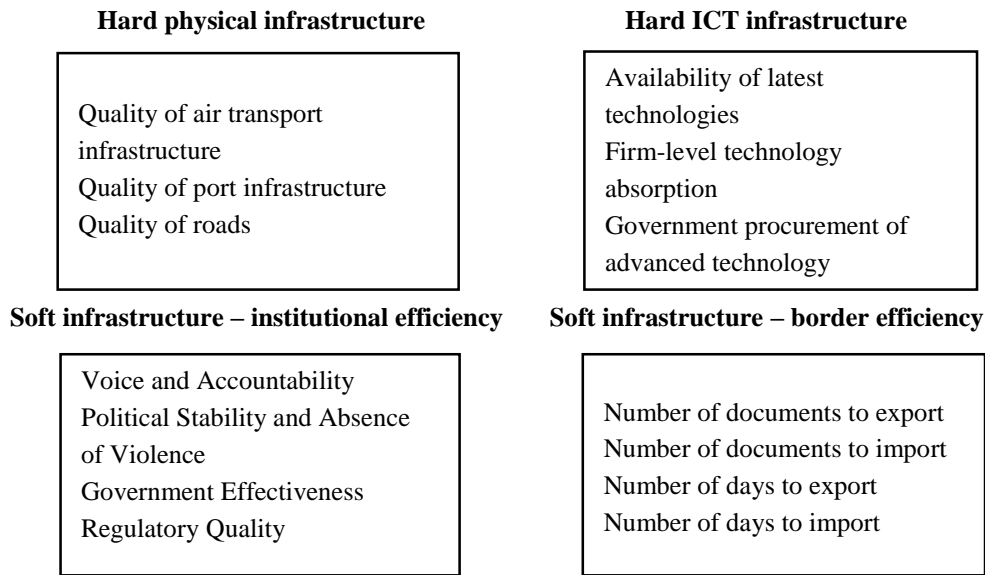 Hard physical infrastructure
Quality of air transport
infrastructure
Quality of port infrastructure
Quality of roads
Hard ICT infrastructure
Availability of latest
technologies
Firm-level technology
absorption
Government procurement of
advanced technology
Soft infrastructure – institutional efficiency
Voice and Accountability
Political Stability and Absence
of Violence
Government Effectiveness
Regulatory Quality
Soft infrastructure – border efficiency
Number of documents to export
Number of documents to import
Number of days to export
Number of days to import